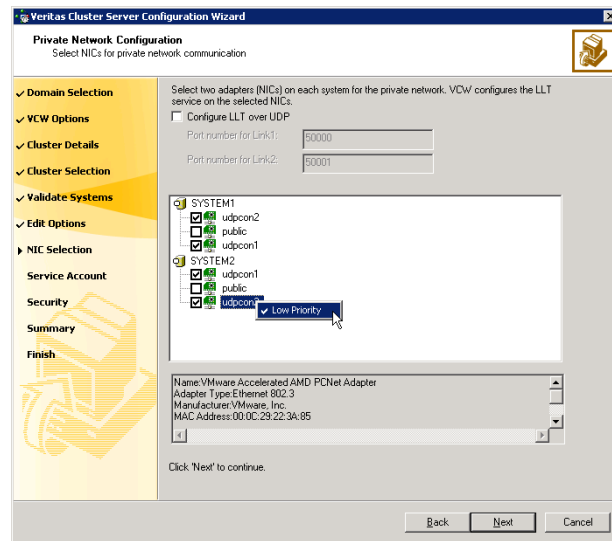 Veritas Cluster Server Configuration Wizard
Private Network Configuration
Select NICs for private network communication
Domain Selection
VCW Options
Cluster Details
Cluster Selection
Validate Systems
Edit Options
NIC Selection
Service Account
Security
Summary
Finish
Select two adapters (NICs) on each system for the private network. VCW configures the LLT
service on the selected NICs.
Configure LLT over UDP
Port number for Link1:
50000
Port number for Link2:
50001
SYSTEM1
udpcon2
public
udpcon1
SYSTEM2
udpcon1
public
Low Priority
Name:VMware Accelerated AMD PCNet Adapter
Adapter Type:Ethernet 802.3
Manufacturer:VMware, Inc.
MAC Address:00:0C:29:22:3A:85
Click 'Next' to continue.
Back
Next
Cancel